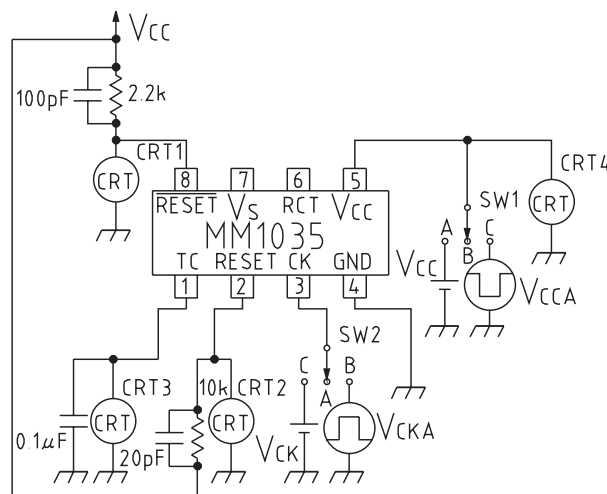 VCC
100pF
2.2k
CRT1
CRT
8
7
6
5
RESET
VS
RCT
VCC
MM1035
TC
RESET
CK
GND
1
2
3
4
CRT4
CRT
SW1
A
C
B
VCC
VCCA
SW2
C
B
A
CRT3
CRT
0.1μF
10k
CRT2
CRT
20pF
VCK
VCKA